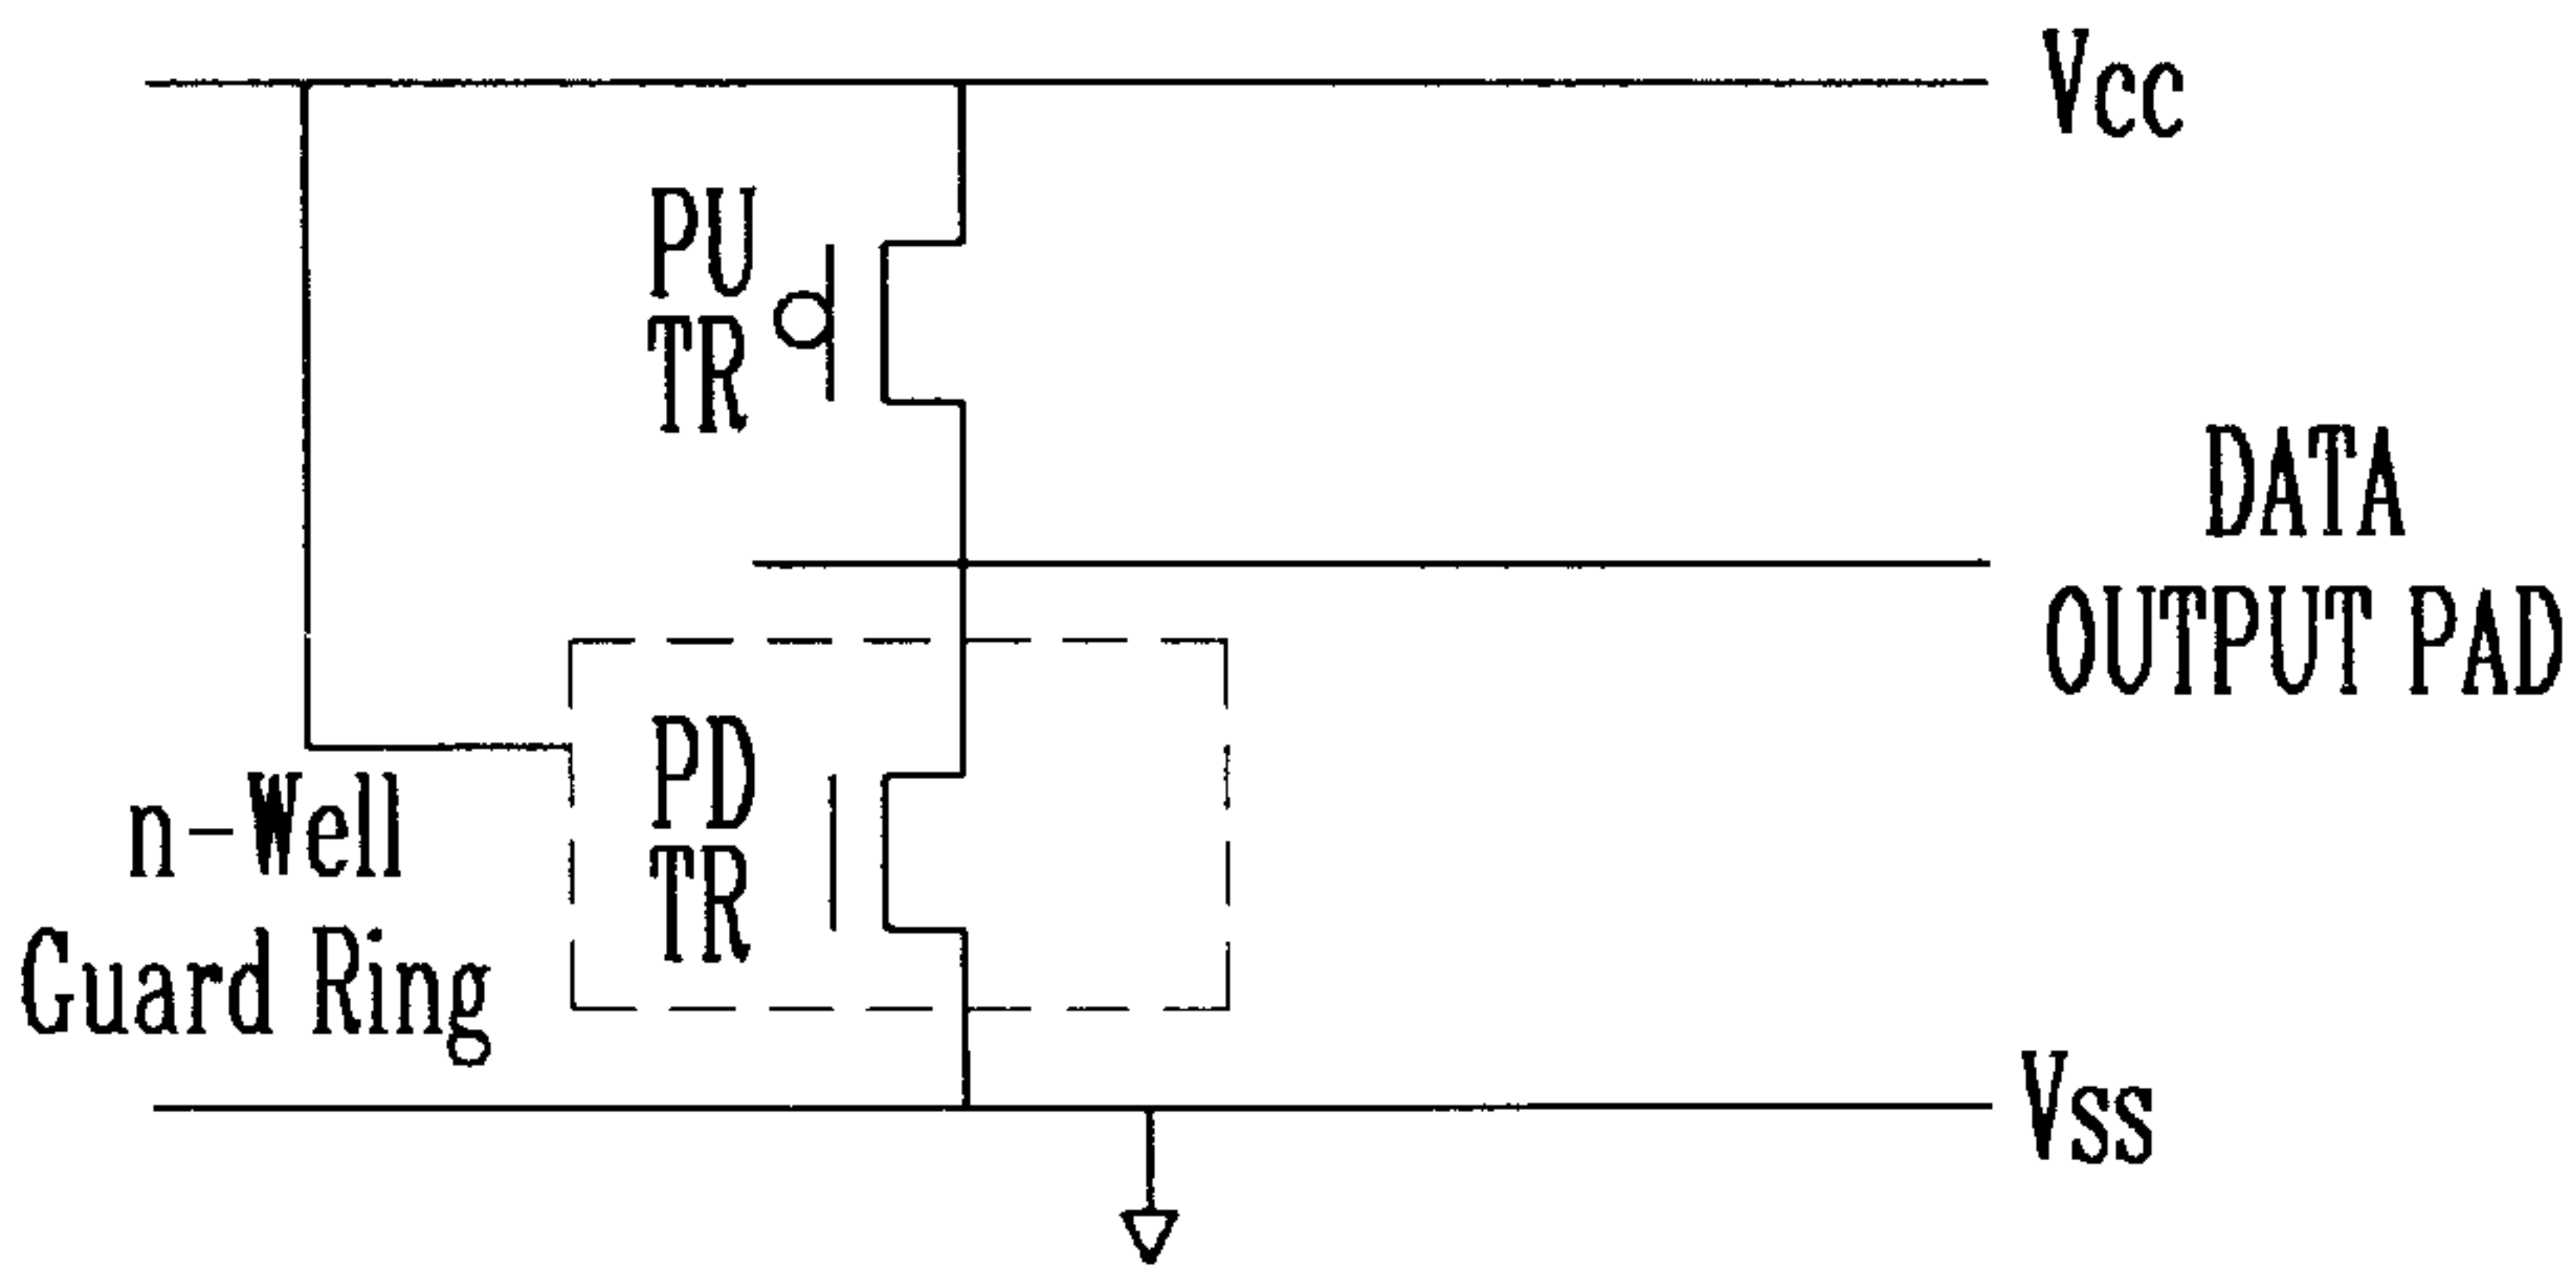 Vcc
PU
TR
DATA
OUTPUT PAD
PD
TR
n-Well
Guard Ring
Vss